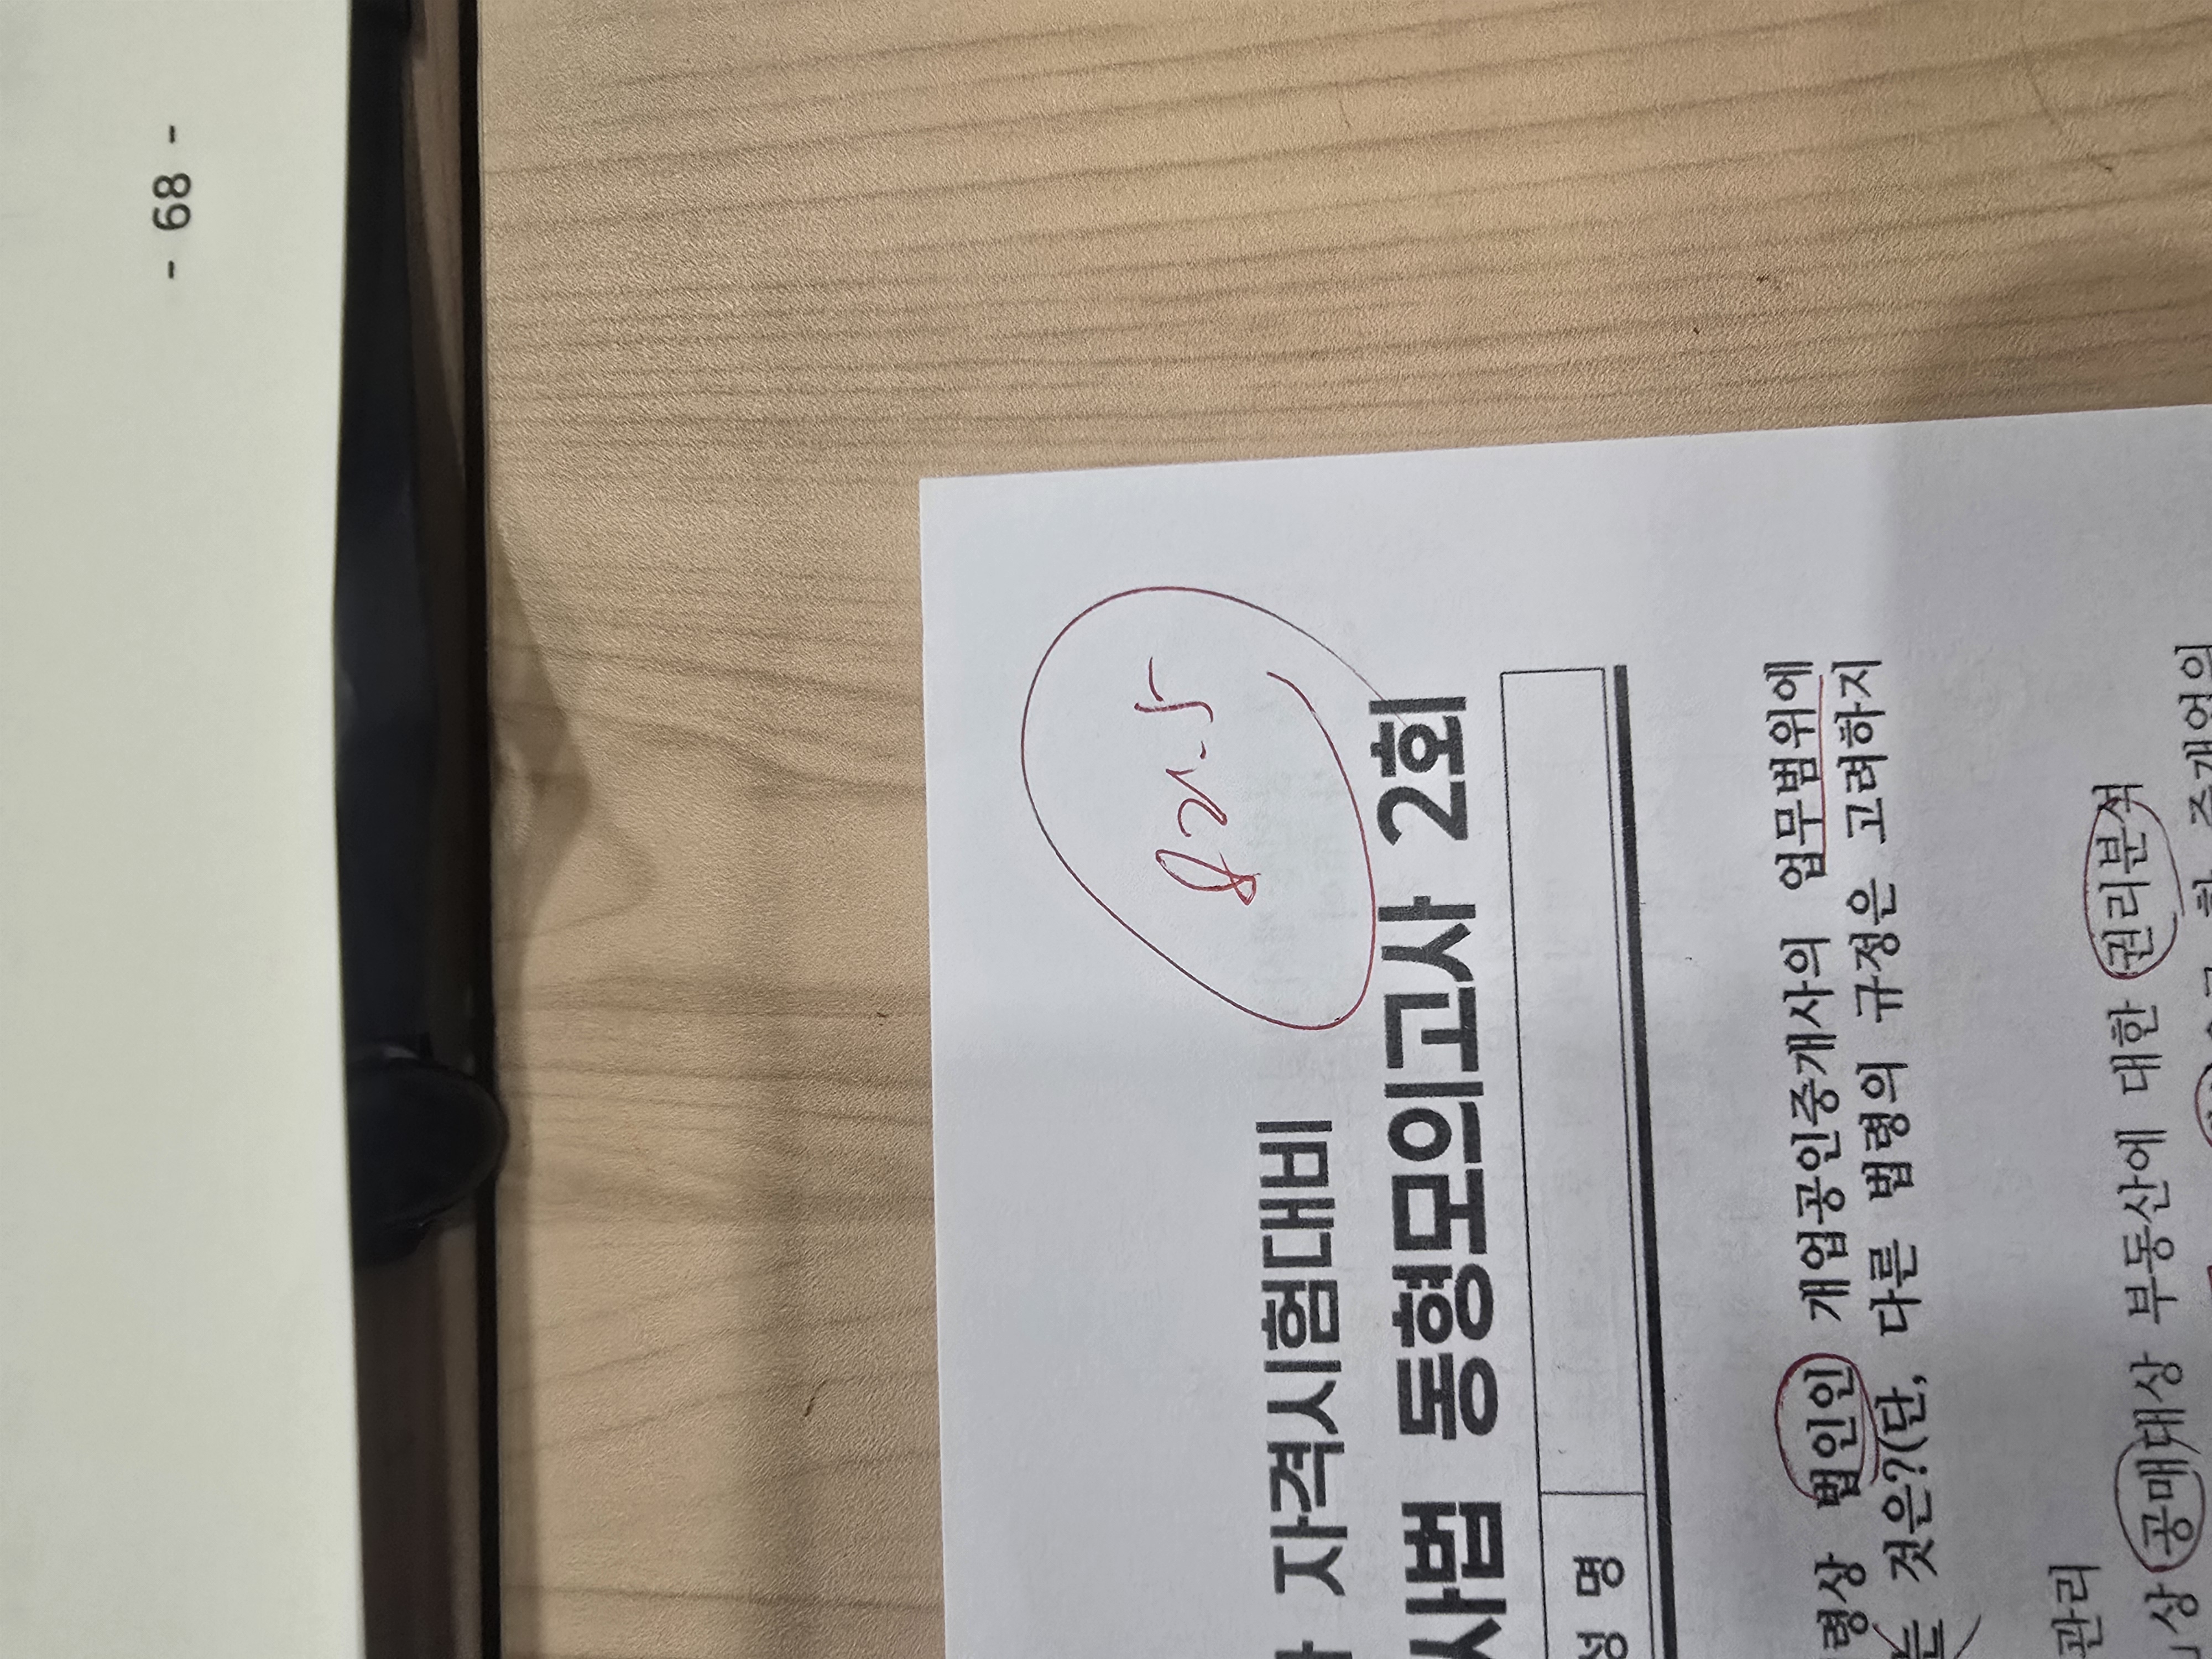 - 68 -
82.5
자격시험대비
사법 동형모의고사 2회
성 명
령상 법인인 개업공인중개사의 업무범위에
것은?(단, 다른 법령의 규정은 고려하지
관리
상 공매대상 부동산에 대한 권리분석